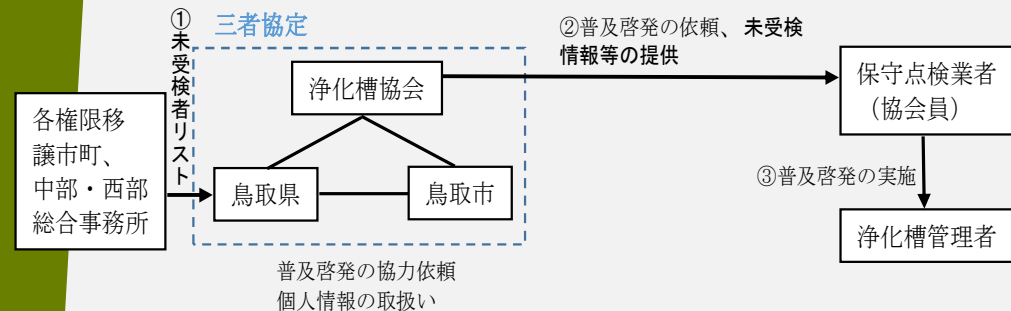 ①未受検者リスト
三者協定
②普及啓発の依頼、未受検
情報等の提供
浄化槽協会
保守点検業者
（協会員）
各権限移
譲市町、
中部・西部
総合事務所
鳥取県
鳥取市
③普及啓発の実施
浄化槽管理者
普及啓発の協力依頼
個人情報の取扱い